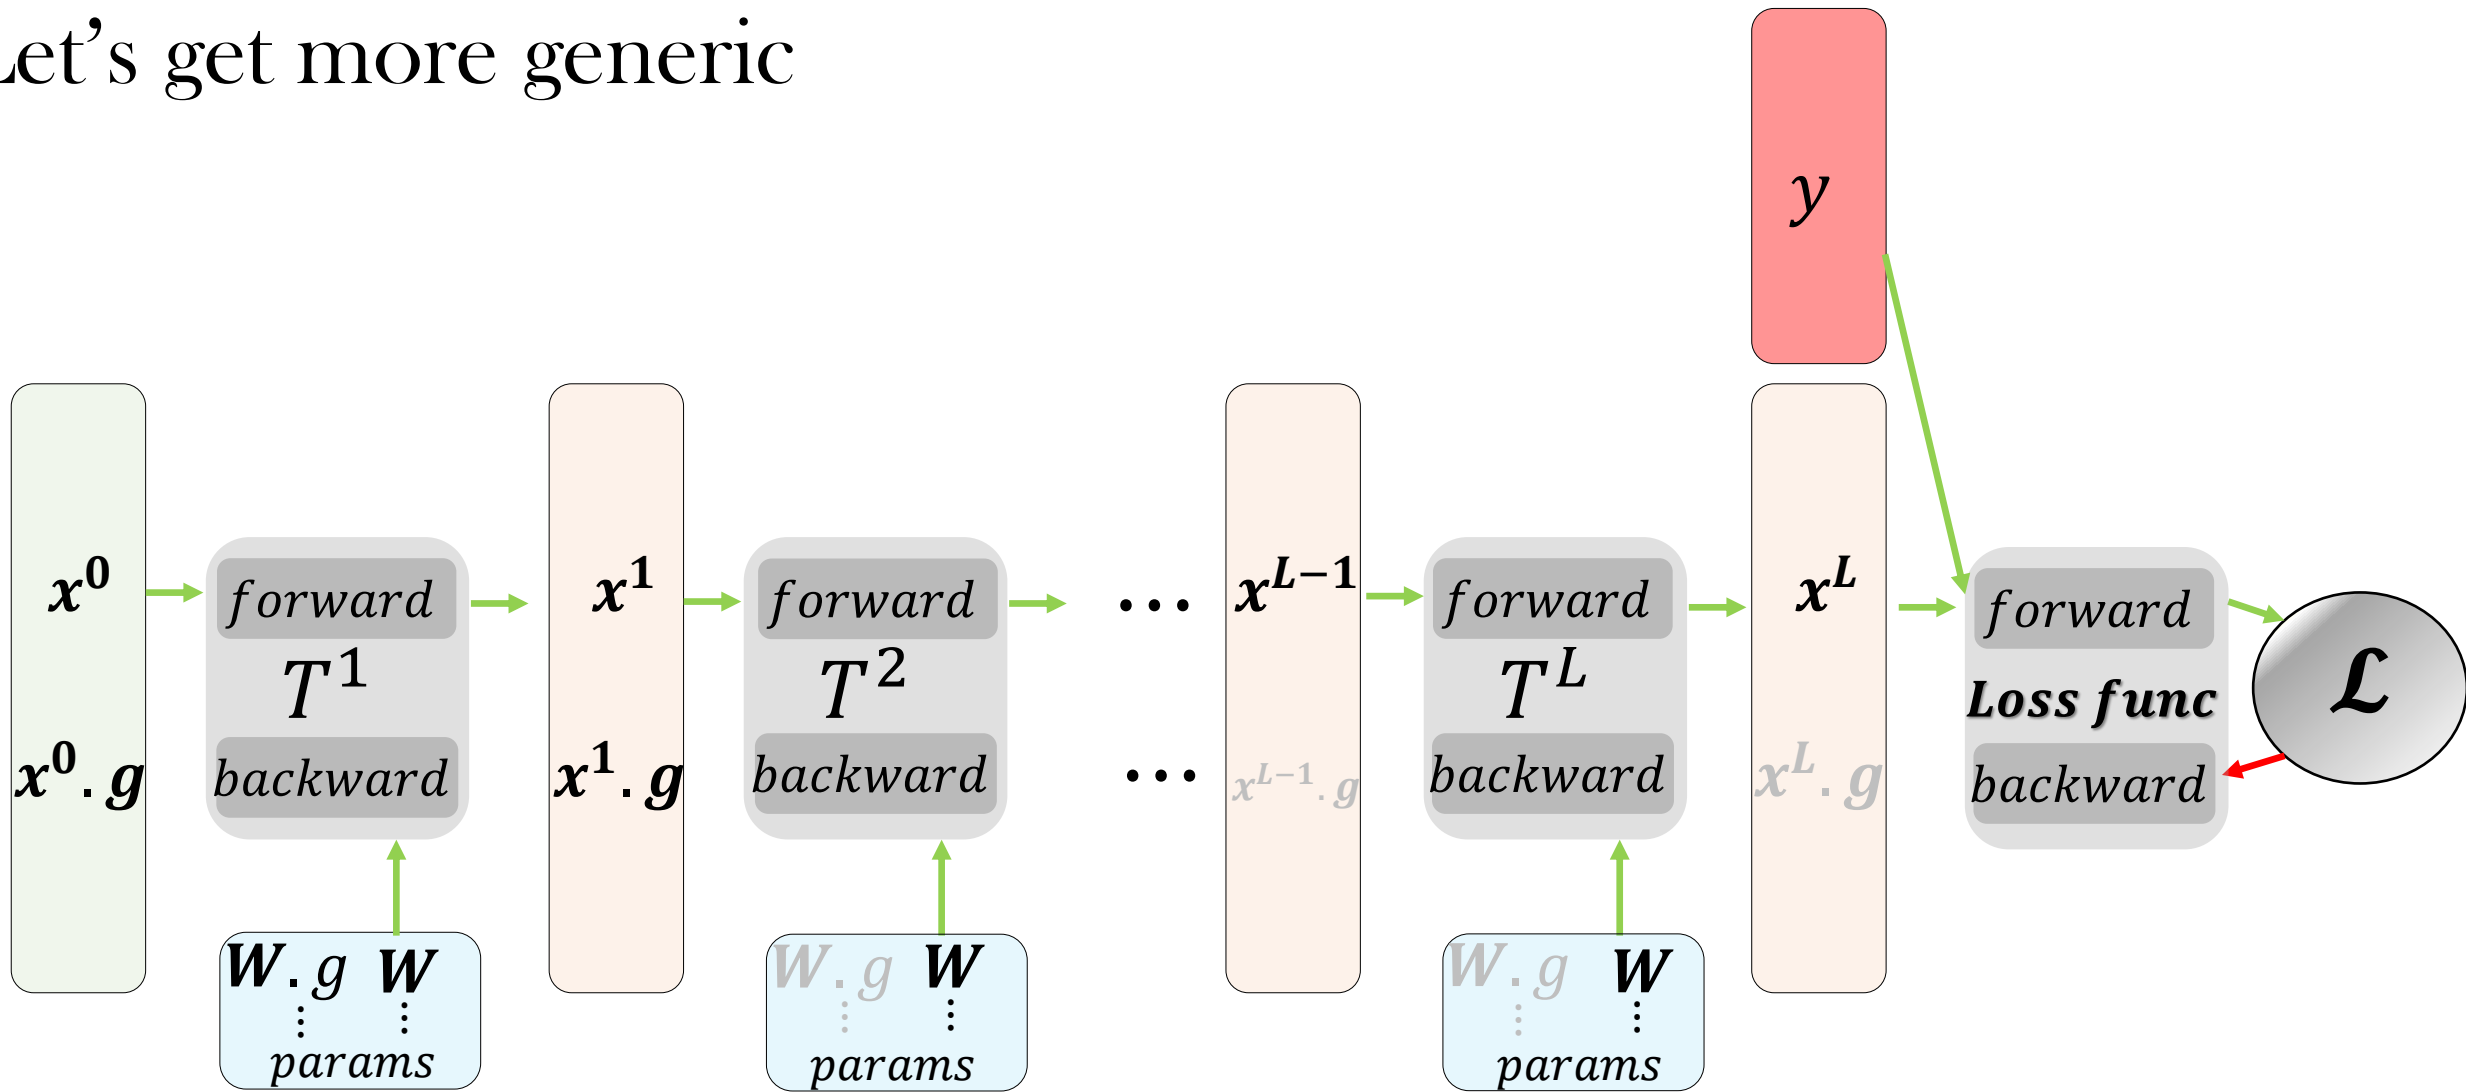 Let's get more generic
y
x^0 forward x^1 forward ... x^{L-1} forward x^L forward
T^1 T^2 T^L Loss func ℒ
x^0.g backward x^1.g backward ... x^{L-1}.g backward x^L.g backward
W.g W W.g W W.g W
⋮ ⋮ ⋮ ⋮ ⋮ ⋮
params params params